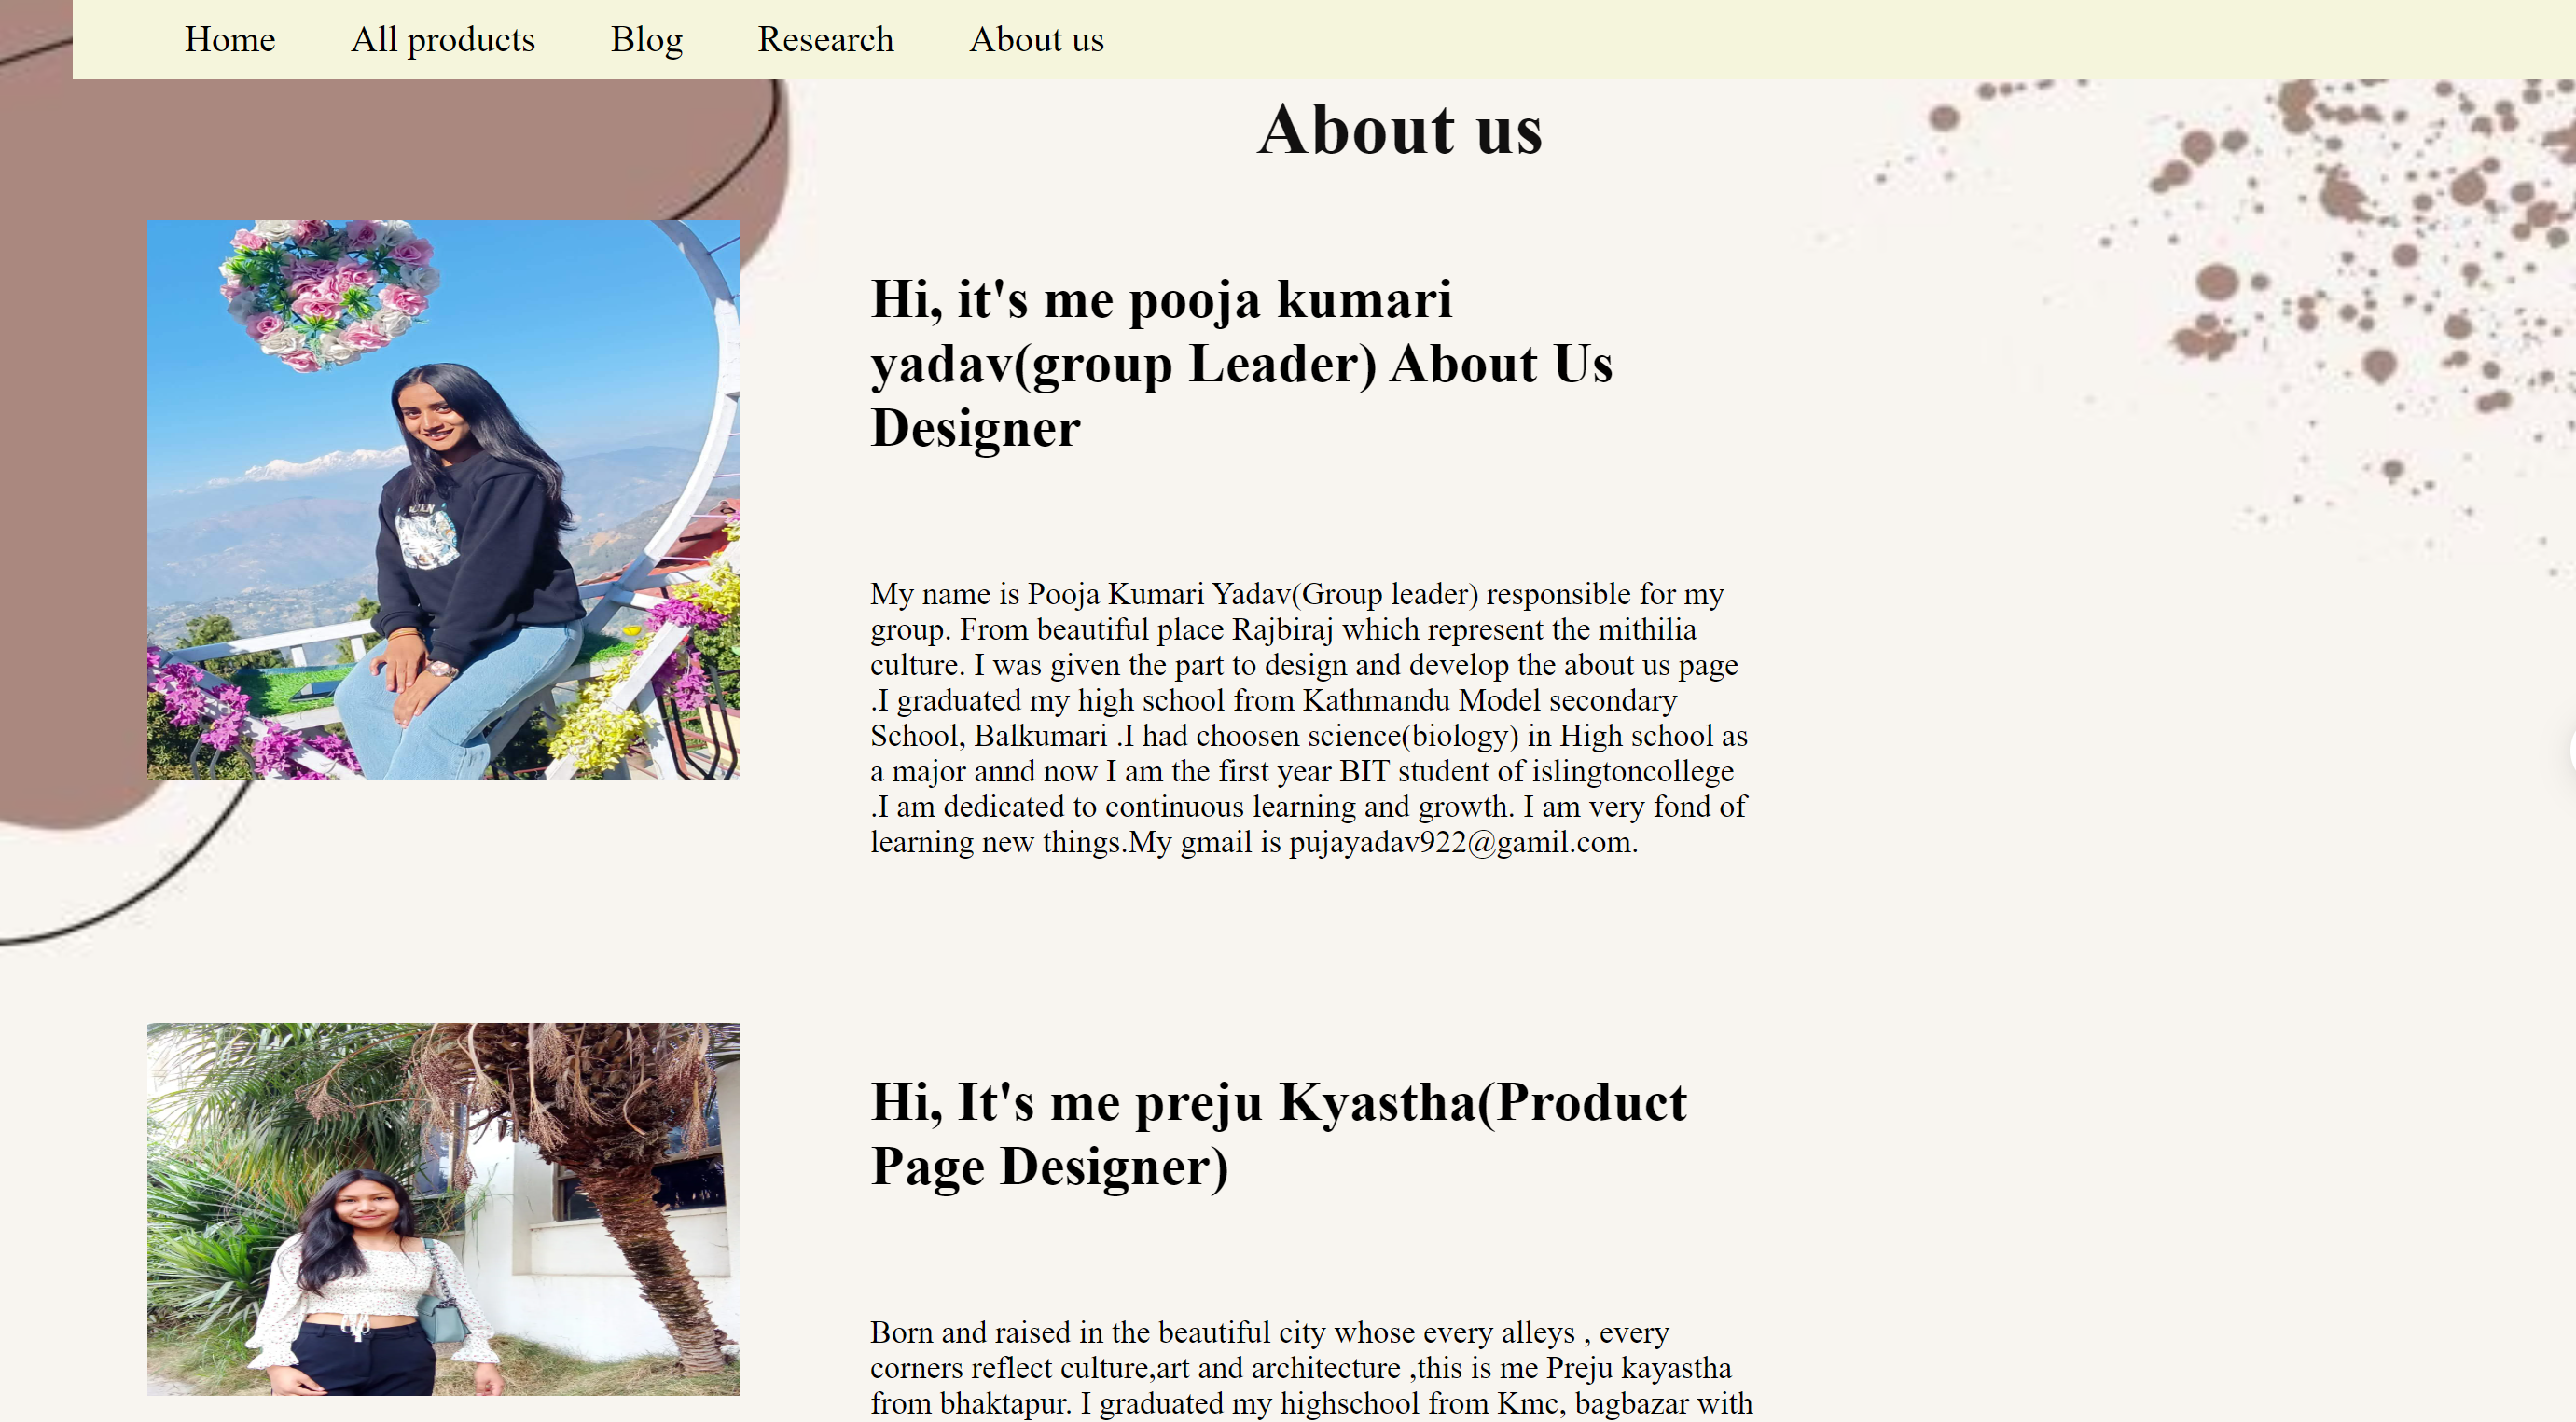 Home All products Blog Research About us
About us
Hi, it's me pooja kumari
yadav(group Leader) About Us
Designer
My name is Pooja Kumari Yadav(Group leader) responsible for my
group. From beautiful place Rajbiraj which represent the mithilia
culture. I was given the part to design and develop the about us page
.I graduated my high school from Kathmandu Model secondary
School, Balkumari .I had choosen science(biology) in High school as
a major annd now I am the first year BIT student of islingtoncollege
.I am dedicated to continuous learning and growth. I am very fond of
learning new things.My gmail is pujayadav922@gamil.com.
Hi, It's me preju Kyastha(Product
Page Designer)
Born and raised in the beautiful city whose every alleys , every
corners reflect culture,art and architecture ,this is me Preju kayastha
from bhaktapur. I graduated my highschool from Kmc, bagbazar with